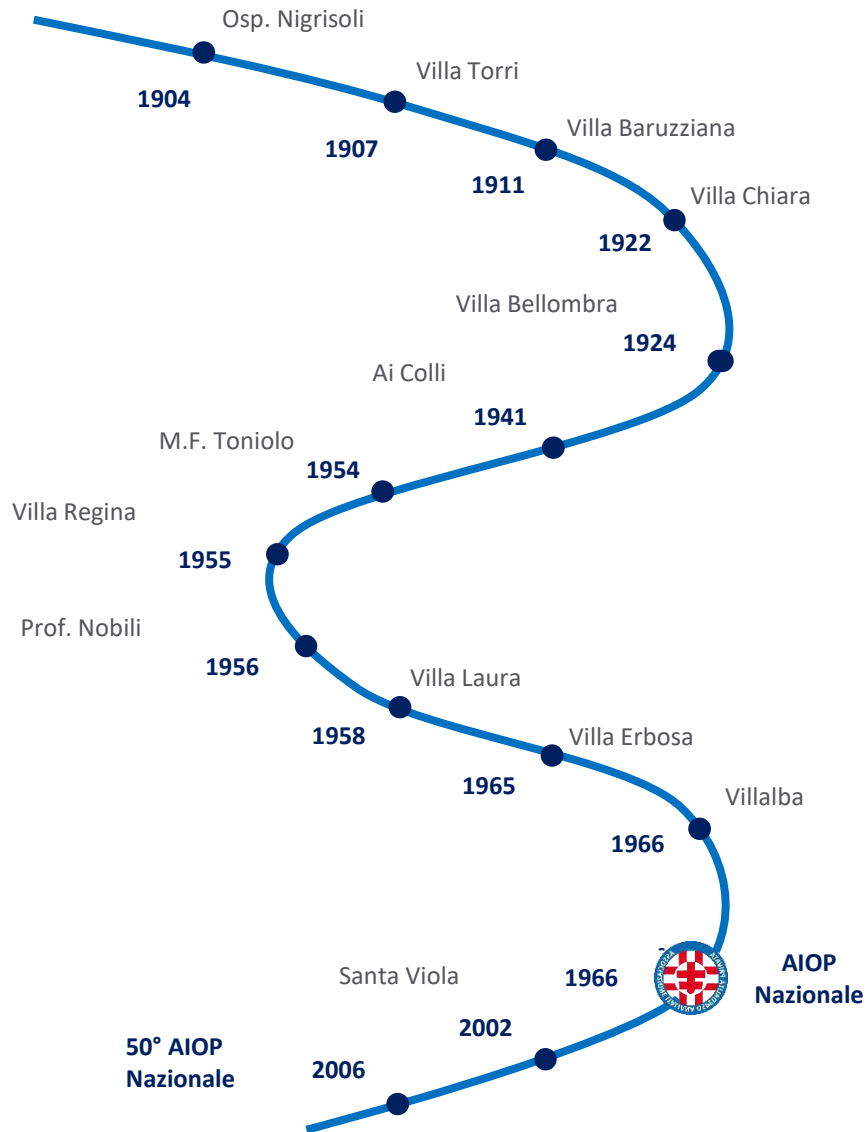 Osp. Nigrisoli
1904
Villa Torri
1907
Villa Baruzziana
1911
Villa Chiara
1922
Villa Bellombra
1924
Ai Colli
1941
M.F. Toniolo
1954
Villa Regina
1955
Prof. Nobili
1956
Villa Laura
1958
Villa Erbosa
1965
Villalba
1966
AIOP
Nazionale
1966
Santa Viola
2002
50° AIOP
Nazionale
2006